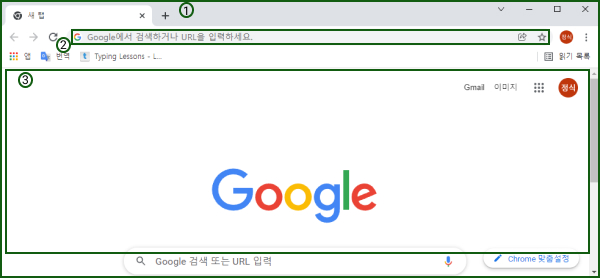 새 탭
①
②
Google에서 검색하거나 URL을 입력하세요.
정식
앱 번역 Typing Lessons – L...
읽기 목록
③
Gmail 이미지 정식
Google
Google 검색 또는 URL 입력
Chrome 맞춤설정